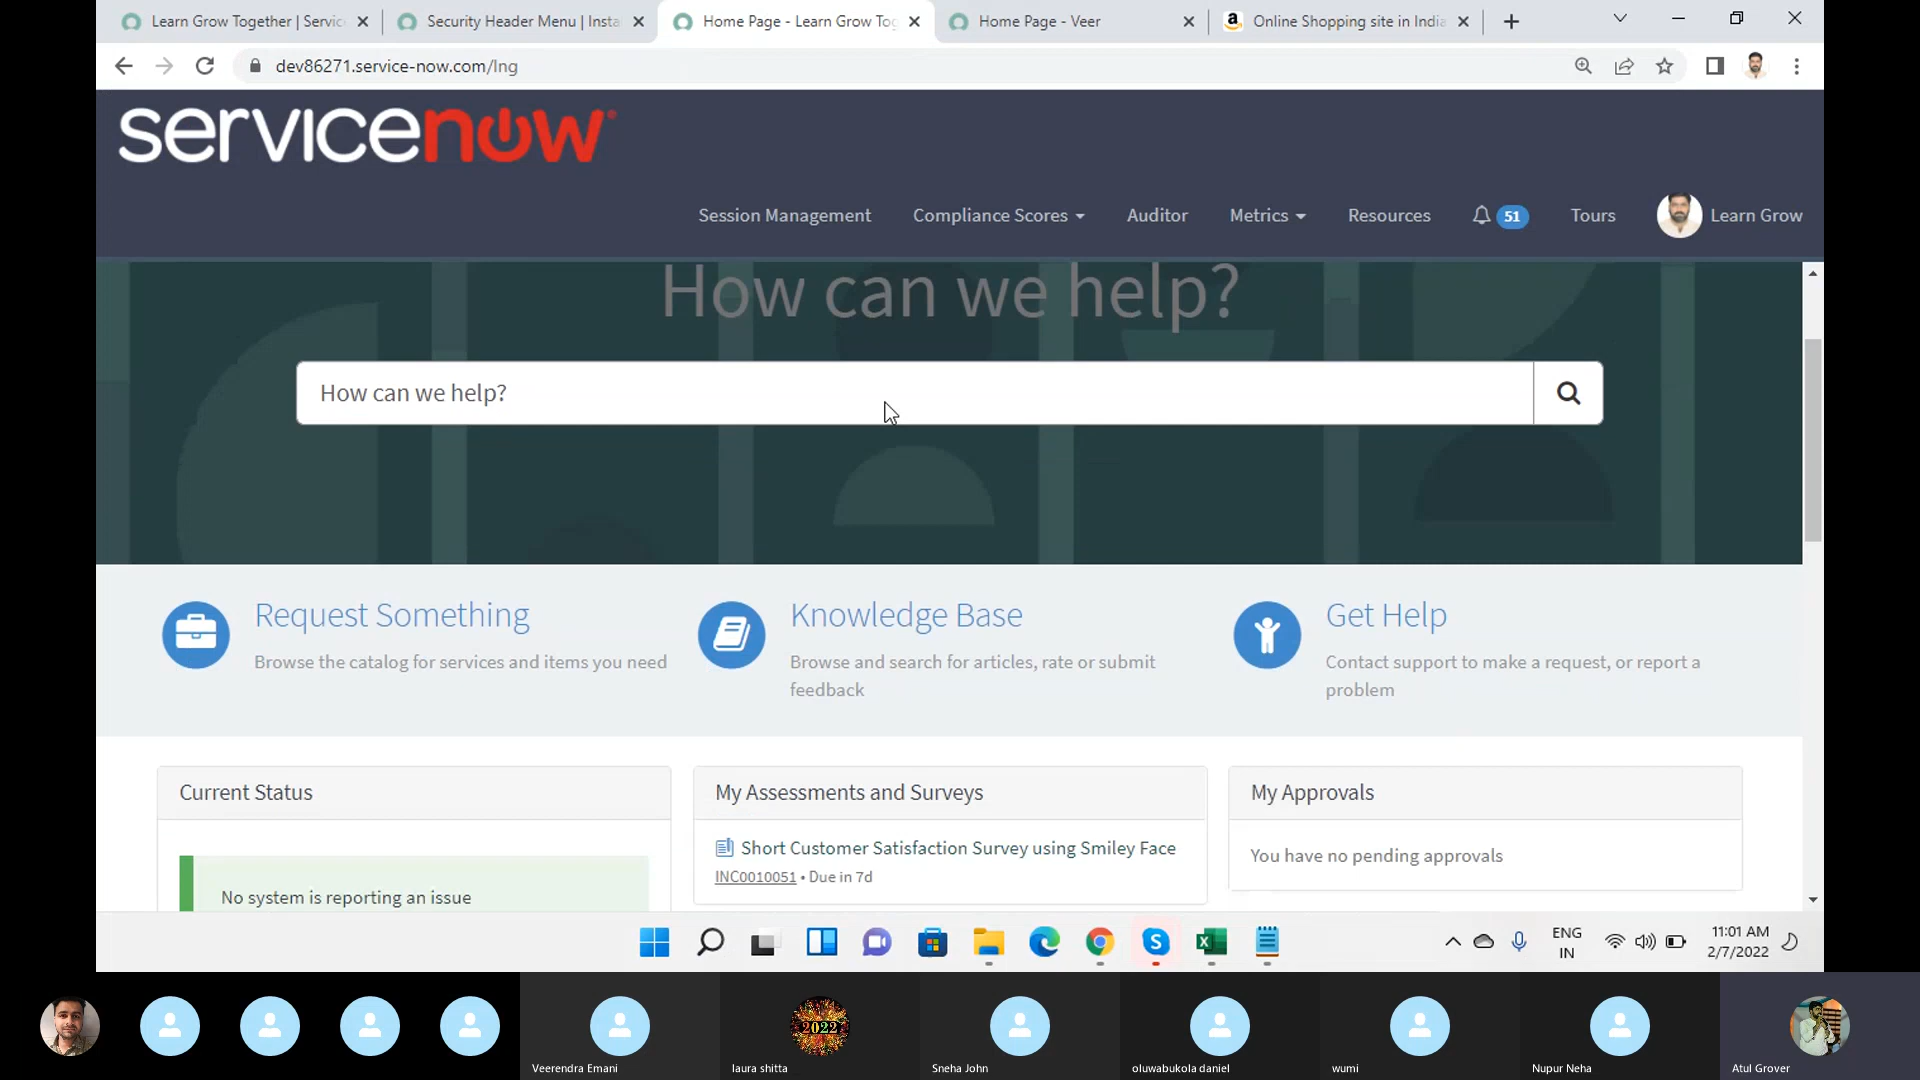 Learn Grow Together | Servic
Security Header Menu | Insta
Home Page - Learn Grow Tog
Home Page - Veer
Online Shopping site in India
dev86271.service-now.com/lng
servicenow
Session Management
Compliance Scores
Auditor
Metrics
Resources
51
Tours
Learn Grow
How can we help?
How can we help?
Request Something
Browse the catalog for services and items you need
Knowledge Base
Browse and search for articles, rate or submit
feedback
Get Help
Contact support to make a request, or report a
problem
Current Status
No system is reporting an issue
My Assessments and Surveys
Short Customer Satisfaction Survey using Smiley Face
INC0010051 • Due in 7d
My Approvals
You have no pending approvals
ENG
IN
11:01 AM
2/7/2022
2022
Veerendra Emani
laura shitta
Sneha John
oluwabukola daniel
wumi
Nupur Neha
Atul Grover